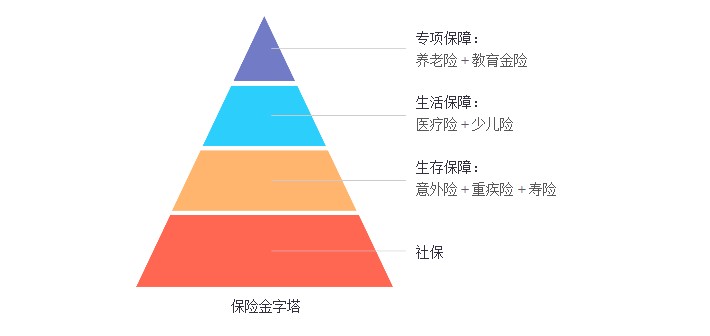 专项保障：
养老险＋教育金险
生活保障：
医疗险＋少儿险
生存保障：
意外险＋重疾险＋寿险
社保
保险金字塔